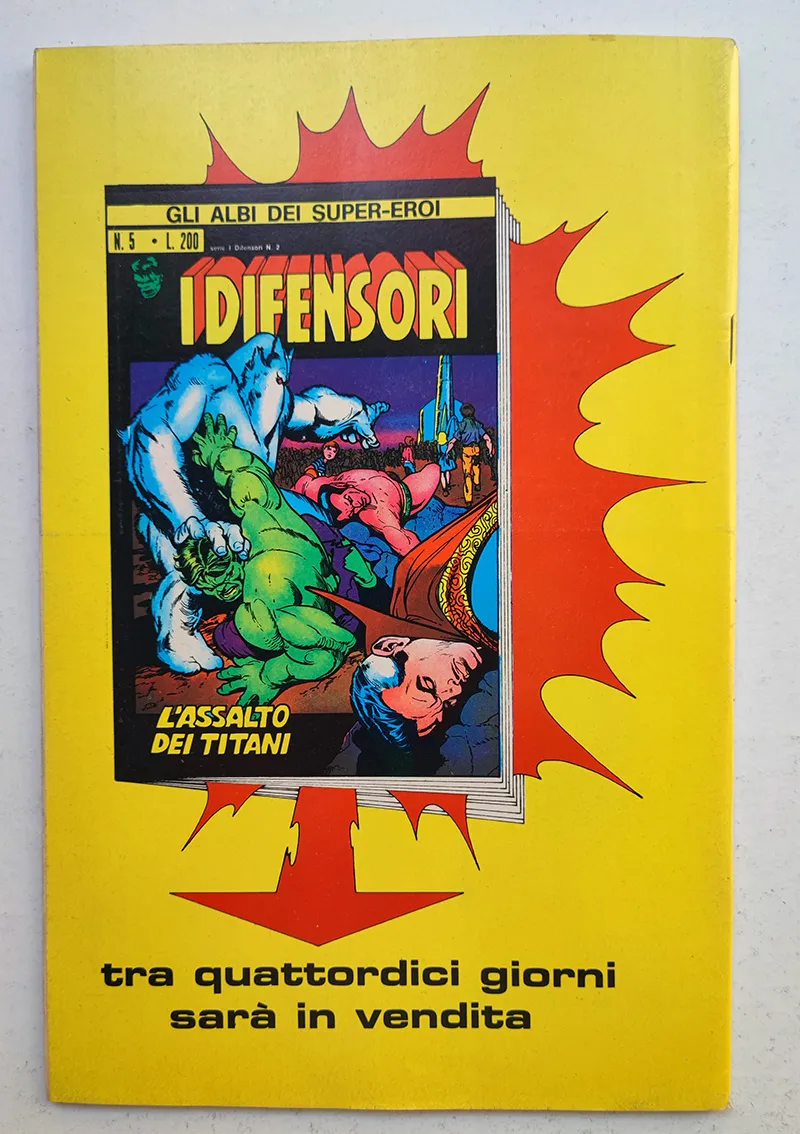 GLI ALBI DEI SUPER-EROI
N. 5 • L. 200
serie I Difensori N. 2
I DIFENSORI
L'ASSALTO
DEI TITANI
tra quattordici giorni
sarà in vendita